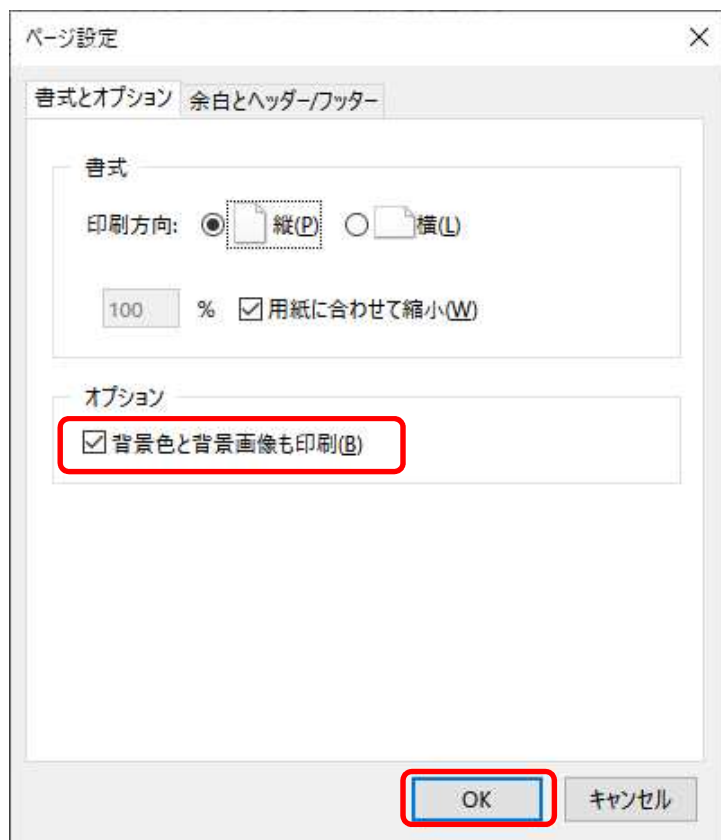 ページ設定
書式とオプション 余白とヘッダー/フッター
書式
印刷方向: 縦(P) 横(L)
100 % 用紙に合わせて縮小(W)
オプション
背景色と背景画像も印刷(B)
OK キャンセル